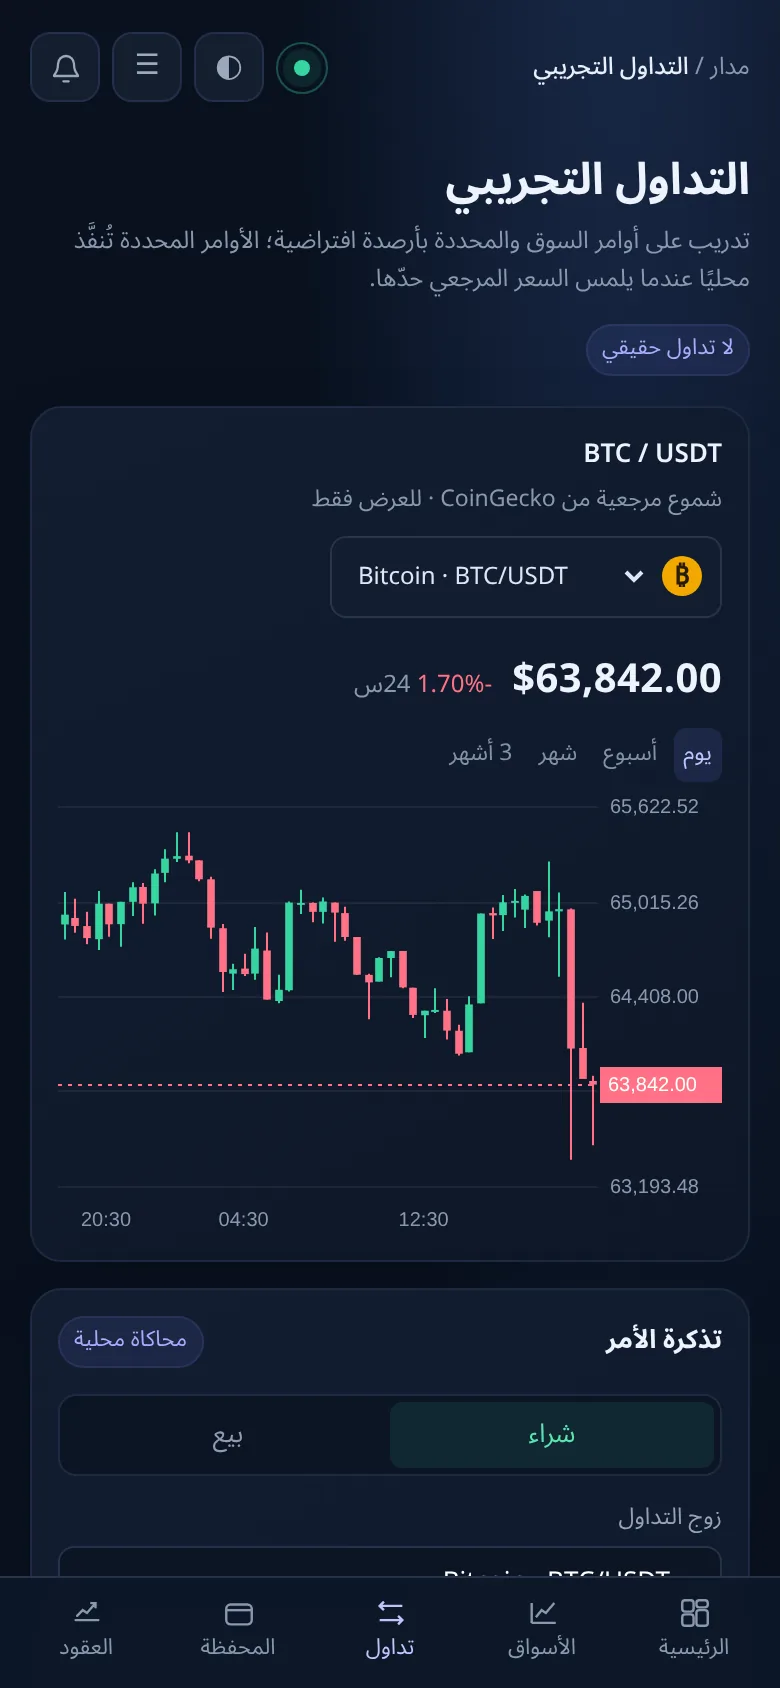 مدار / التداول التجريبي
التداول التجريبي
تدريب على أوامر السوق والمحددة بأرصدة افتراضية؛ الأوامر المحددة تُنفَّذ
محليًا عندما يلمس السعر المرجعي حدّها.
لا تداول حقيقي
BTC / USDT
شموع مرجعية من CoinGecko · للعرض فقط
Bitcoin · BTC/USDT
$63,842.00 -1.70% 24س
يوم أسبوع شهر 3 أشهر
65,622.52
65,015.26
64,408.00
63,842.00
63,193.48
20:30 04:30 12:30
تذكرة الأمر محاكاة محلية
شراء بيع
زوج التداول
Bitcoin · BTC/USDT
الرئيسية الأسواق تداول المحفظة العقود